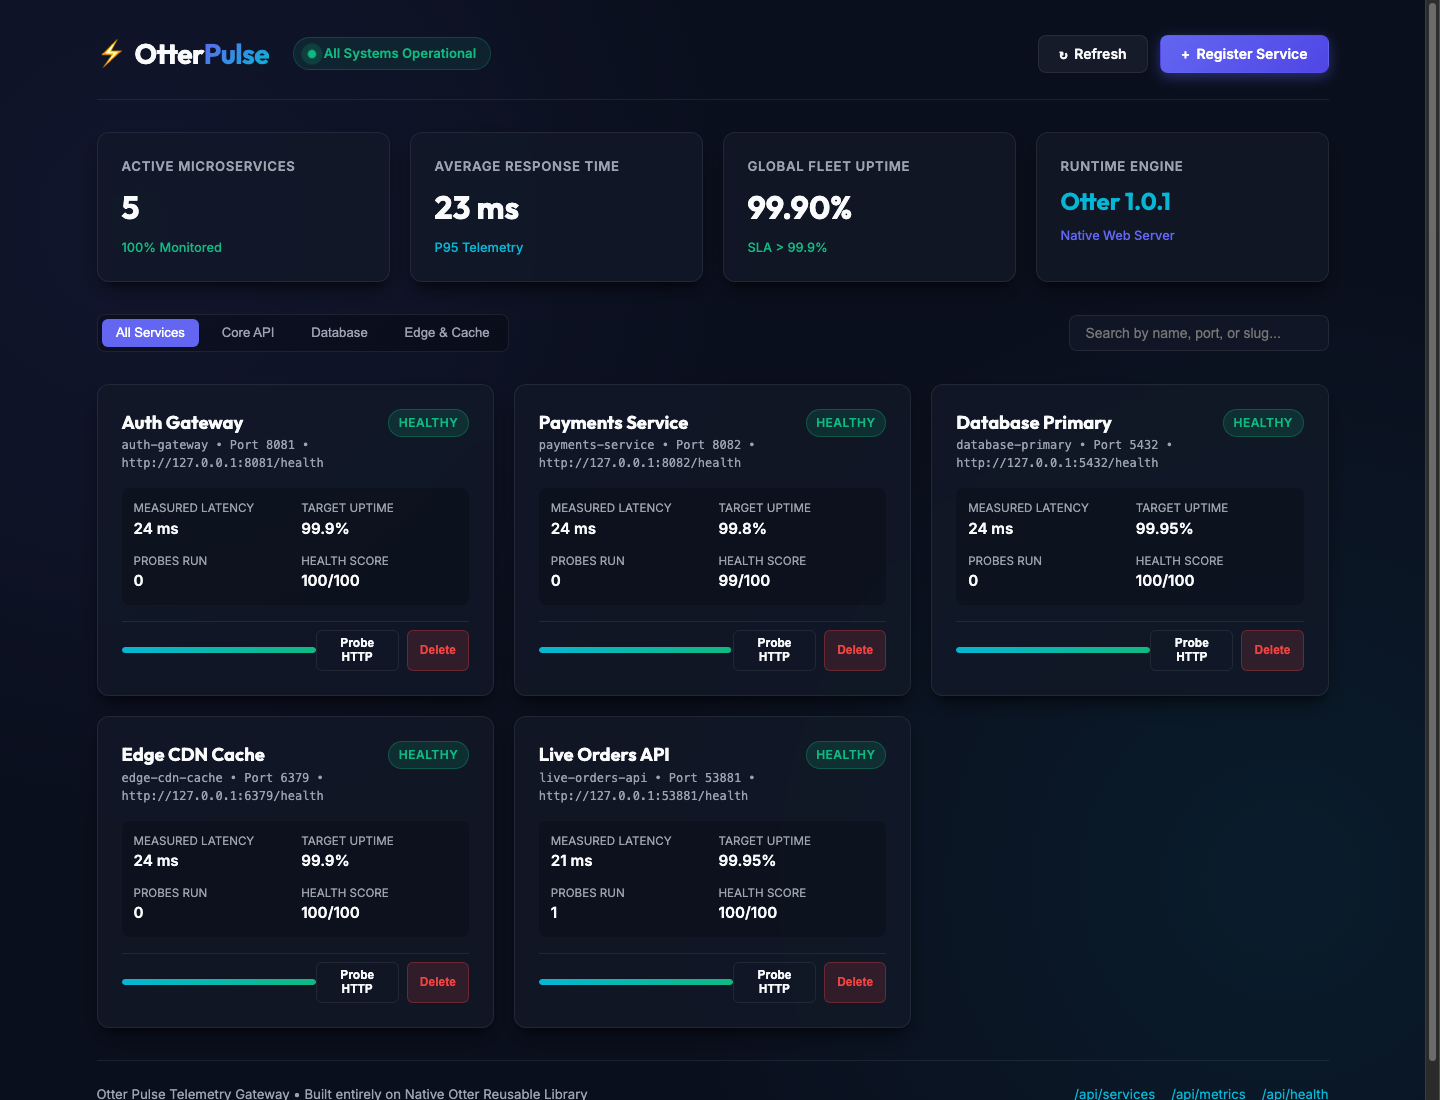 ⚡ OtterPulse
All Systems Operational
↻ Refresh
+ Register Service
ACTIVE MICROSERVICES
5
100% Monitored
AVERAGE RESPONSE TIME
23 ms
P95 Telemetry
GLOBAL FLEET UPTIME
99.90%
SLA > 99.9%
RUNTIME ENGINE
Otter 1.0.1
Native Web Server
All Services
Core API
Database
Edge & Cache
Search by name, port, or slug...
Auth Gateway
HEALTHY
auth-gateway • Port 8081 •
http://127.0.0.1:8081/health
MEASURED LATENCY
24 ms
TARGET UPTIME
99.9%
PROBES RUN
0
HEALTH SCORE
100/100
Probe
HTTP
Delete
Payments Service
HEALTHY
payments-service • Port 8082 •
http://127.0.0.1:8082/health
MEASURED LATENCY
24 ms
TARGET UPTIME
99.8%
PROBES RUN
0
HEALTH SCORE
99/100
Probe
HTTP
Delete
Database Primary
HEALTHY
database-primary • Port 5432 •
http://127.0.0.1:5432/health
MEASURED LATENCY
24 ms
TARGET UPTIME
99.95%
PROBES RUN
0
HEALTH SCORE
100/100
Probe
HTTP
Delete
Edge CDN Cache
HEALTHY
edge-cdn-cache • Port 6379 •
http://127.0.0.1:6379/health
MEASURED LATENCY
24 ms
TARGET UPTIME
99.9%
PROBES RUN
0
HEALTH SCORE
100/100
Probe
HTTP
Delete
Live Orders API
HEALTHY
live-orders-api • Port 53881 •
http://127.0.0.1:53881/health
MEASURED LATENCY
21 ms
TARGET UPTIME
99.95%
PROBES RUN
1
HEALTH SCORE
100/100
Probe
HTTP
Delete
Otter Pulse Telemetry Gateway • Built entirely on Native Otter Reusable Library
/api/services
/api/metrics
/api/health